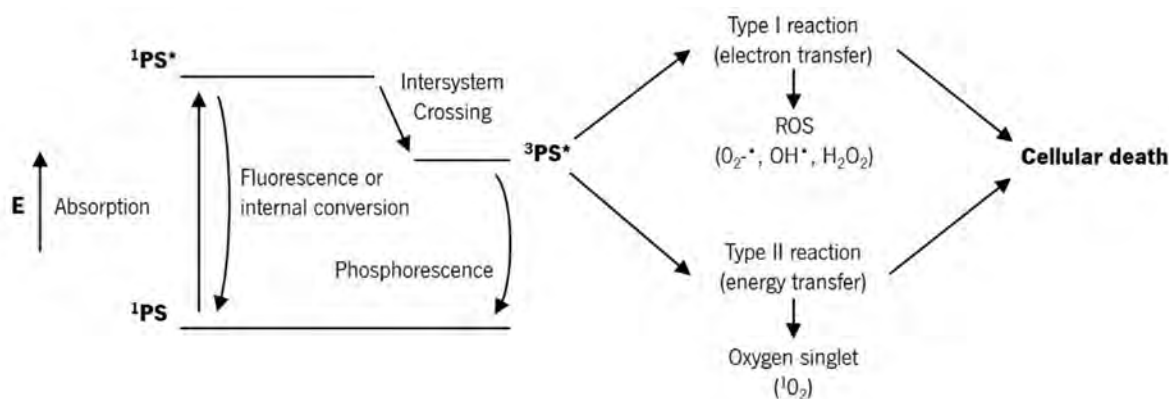 ¹PS*
Intersystem
Crossing
³PS*
E
Absorption
Fluorescence or
internal conversion
Phosphorescence
¹PS
Type I reaction
(electron transfer)
ROS
(O₂-•, OH•, H₂O₂)
Cellular death
Type II reaction
(energy transfer)
Oxygen singlet
(¹O₂)